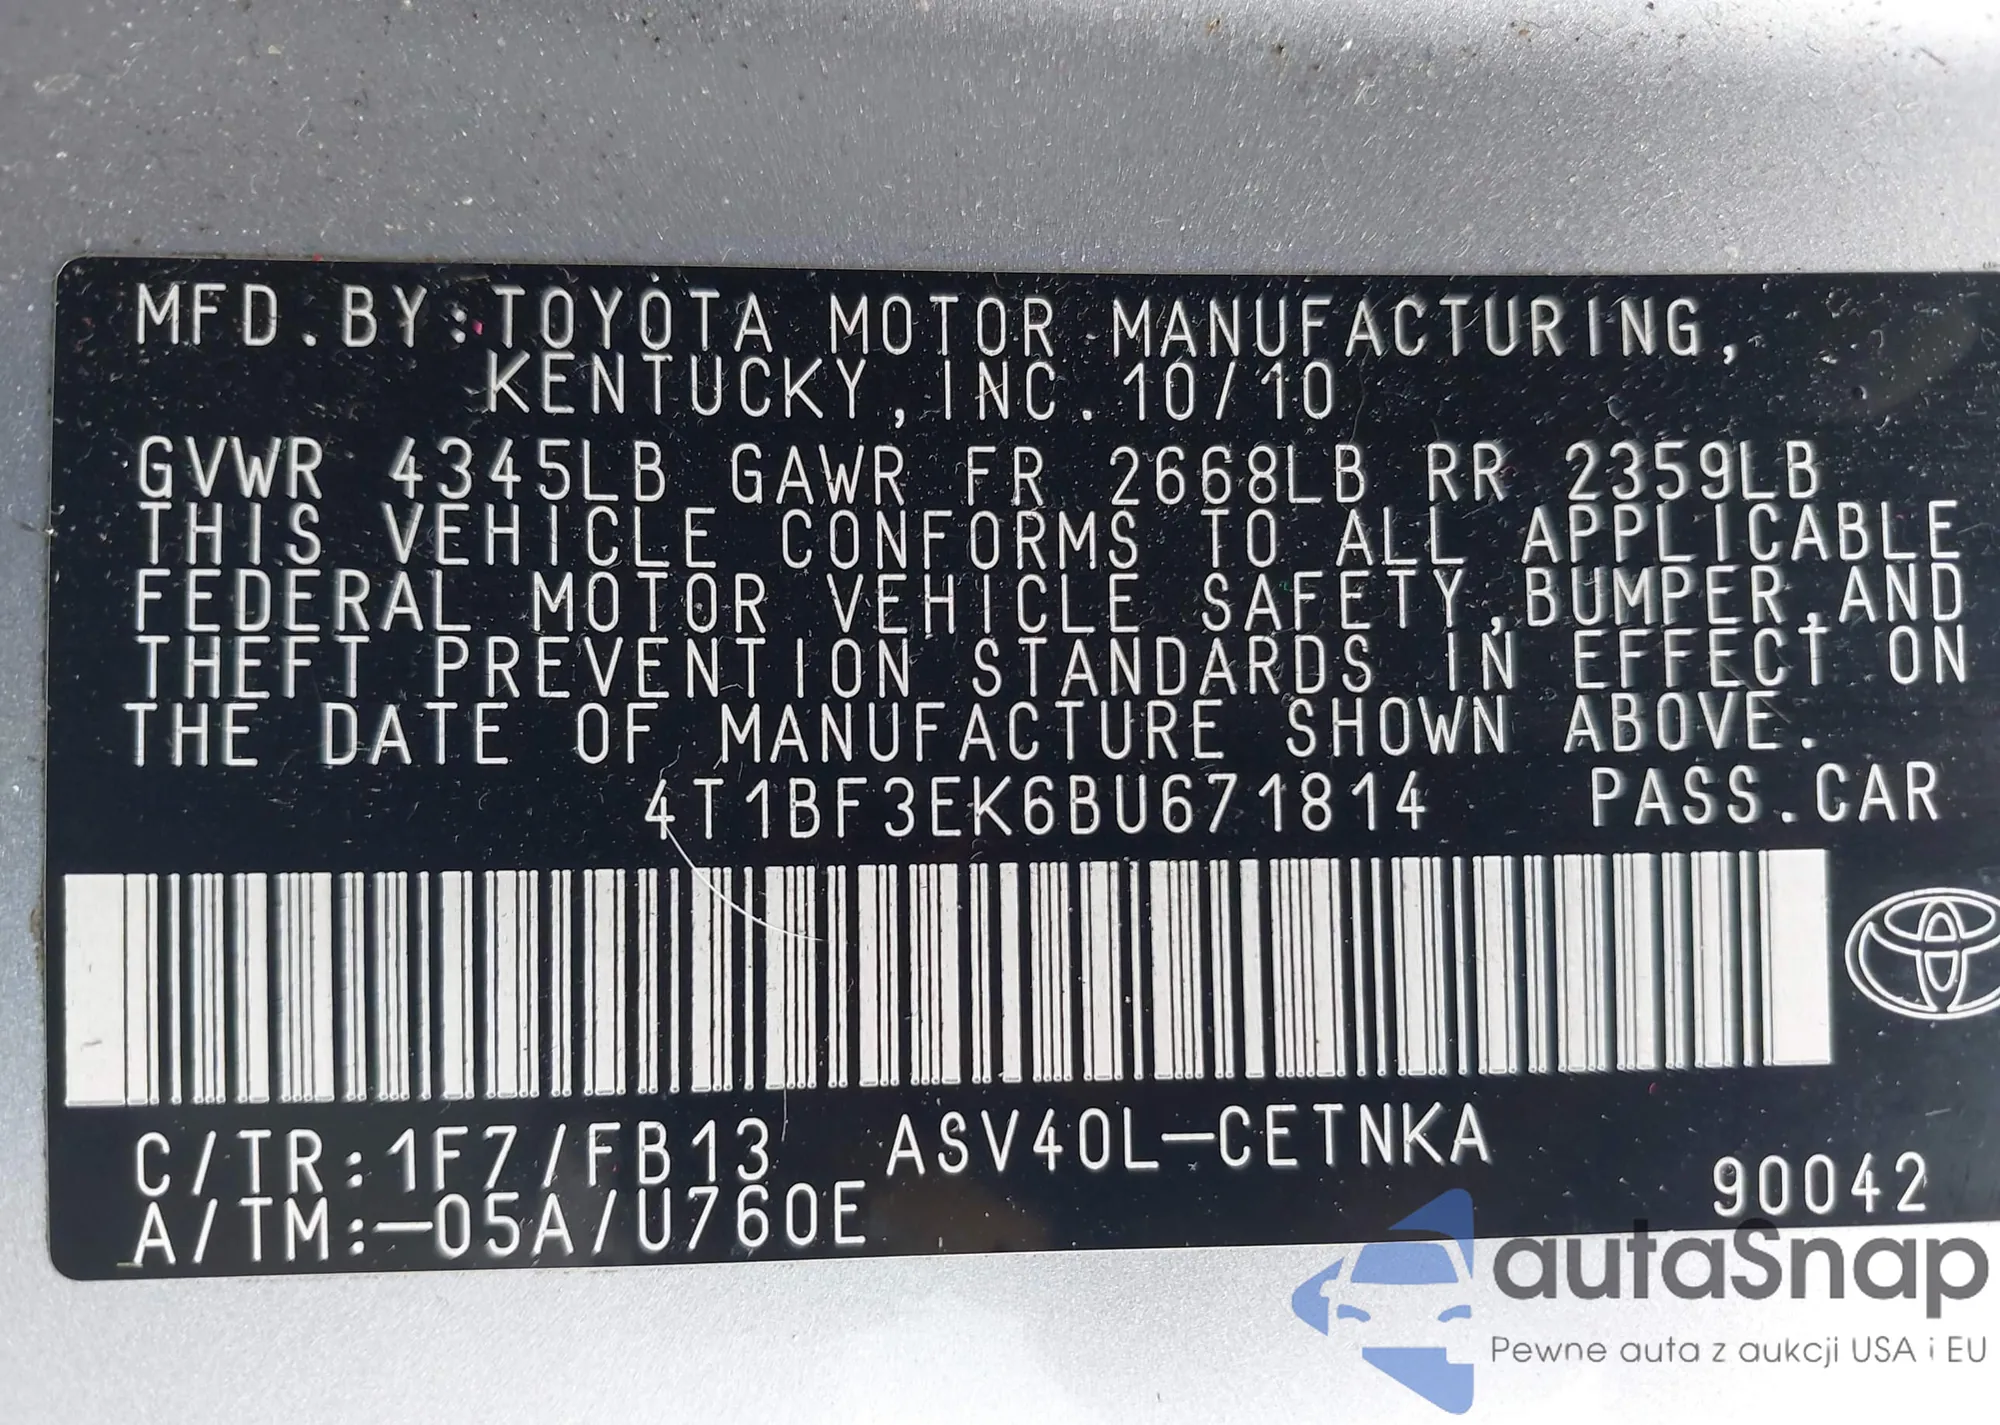 MFD.BY:TOYOTA MOTOR MANUFACTURING,
KENTUCKY,INC.10/10
GVWR 4345LB GAWR FR 2668LB RR 2359LB
THIS VEHICLE CONFORMS TO ALL APPLICABLE
FEDERAL MOTOR VEHICLE SAFETY,BUMPER,AND
THEFT PREVENTION STANDARDS IN EFFECT ON
THE DATE OF MANUFACTURE SHOWN ABOVE.
4T1BF3EK6BU671814 PASS.CAR
C/TR:1F7/FB13 ASV40L-CETNKA
A/TM:-05A/U760E 90042
autoSnap
Pewne auta z aukcji USA i EU